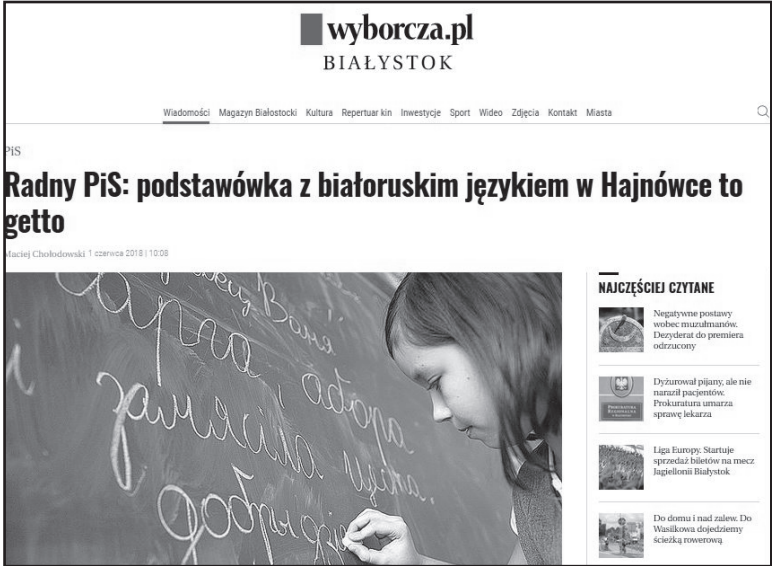 wyborcza.pl
BIAŁYSTOK
Wiadomości Magazyn Białostocki Kultura Repertuar kin Inwestycje Sport Wideo Zdjęcia Kontakt Miasta
PiS
Radny PiS: podstawówka z białoruskim językiem w Hajnówce to
getto
Maciej Chołodowski 1 czerwca 2018 | 10:08
NAJCZĘŚCIEJ CZYTANE
Negatywne postawy
wobec muzułmanów.
Dezyderat do premiera
odrzucony
Dyżurował pijany, ale nie
naraził pacjentów.
Prokuratura umarza
sprawę lekarza
Liga Europy. Startuje
sprzedaż biletów na mecz
Jagiellonii Białystok
Do domu i nad zalew. Do
Wasilkowa dojedziemy
ścieżką rowerową